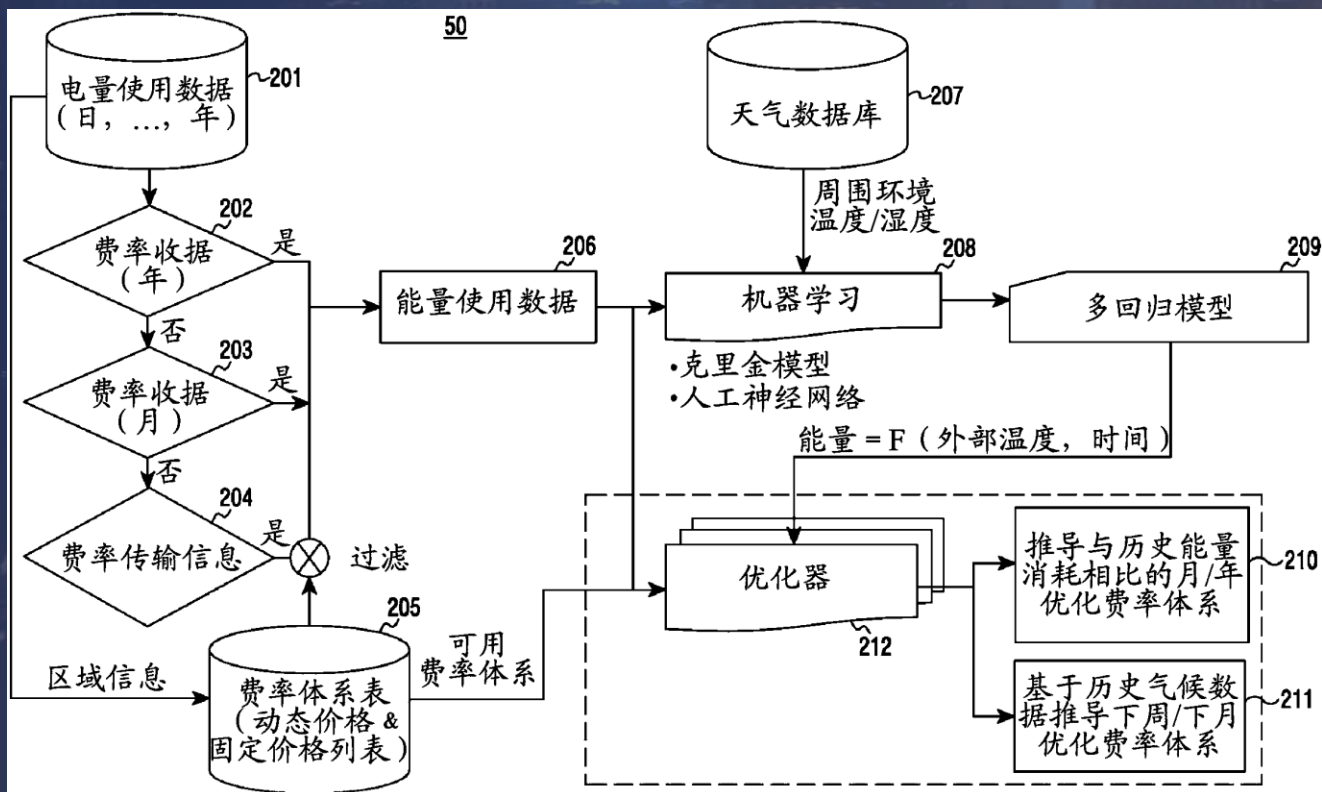 50
电量使用数据
(日, ..., 年)
201
天气数据库
207
周围环境
温度/湿度
202
费率收据
(年)
是
否
206
能量使用数据
208
机器学习
•克里金模型
•人工神经网络
209
多回归模型
203
费率收据
(月)
是
否
能量 = F (外部温度, 时间)
204
费率传输信息
是
过滤
优化器
212
推导与历史能量
消耗相比的月/年
优化费率体系
210
205
区域信息
费率体系表
(动态价格 &
固定价格列表)
可用
费率体系
基于历史气候数
据推导下周/下月
优化费率体系
211